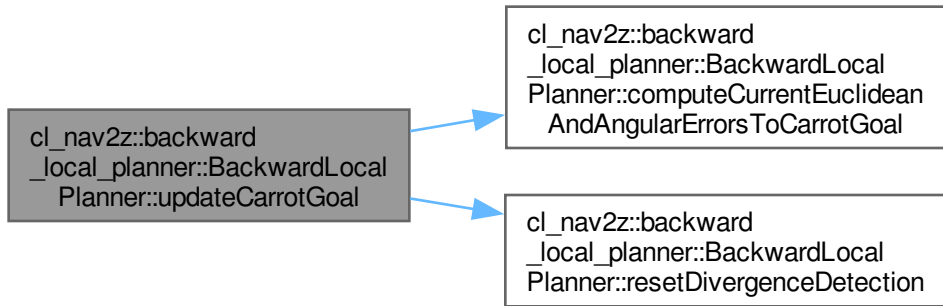 cl_nav2z::backward
_local_planner::BackwardLocal
Planner::updateCarrotGoal
cl_nav2z::backward
_local_planner::BackwardLocal
Planner::computeCurrentEuclidean
AndAngularErrorsToCarrotGoal
cl_nav2z::backward
_local_planner::BackwardLocal
Planner::resetDivergenceDetection